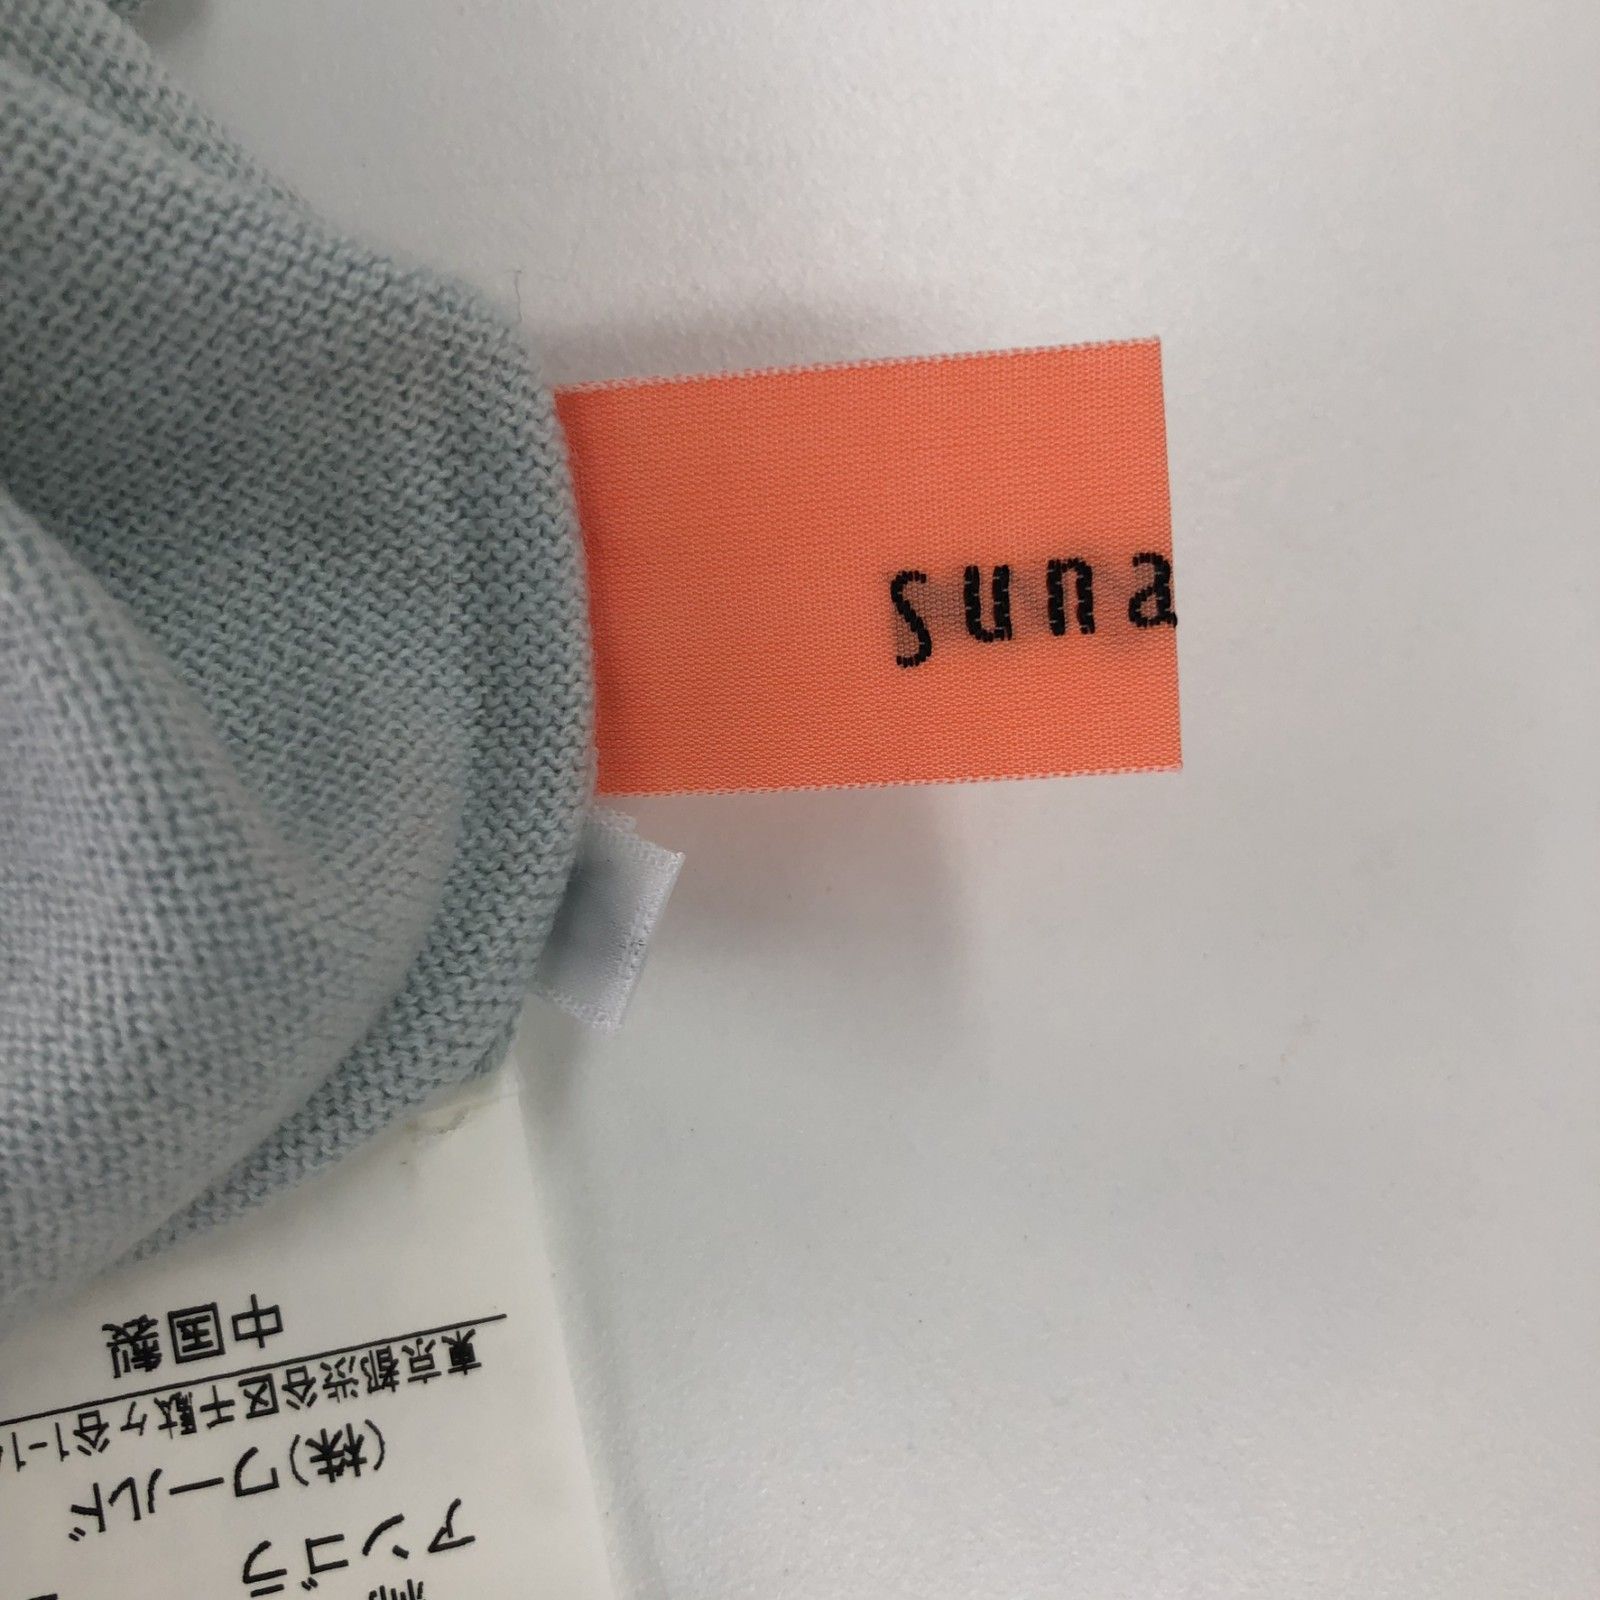 suna
アンゴラ
(株)ワールド
東京都渋谷区千駄ケ谷1-1
中国製